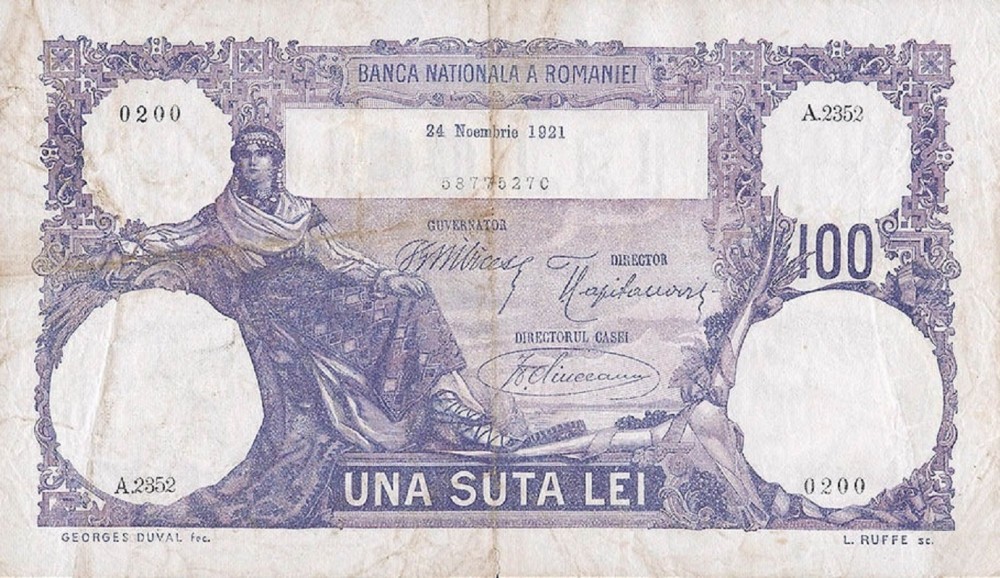 BANCA NATIONALA A ROMANIEI
0200
A.2352
24 Noembrie 1921
58775270
GUVERNATOR
DIRECTOR
100
DIRECTORUL CASEI
A.2352
0200
UNA SUTA LEI
GEORGES DUVAL fec.
L. RUFFE sc.